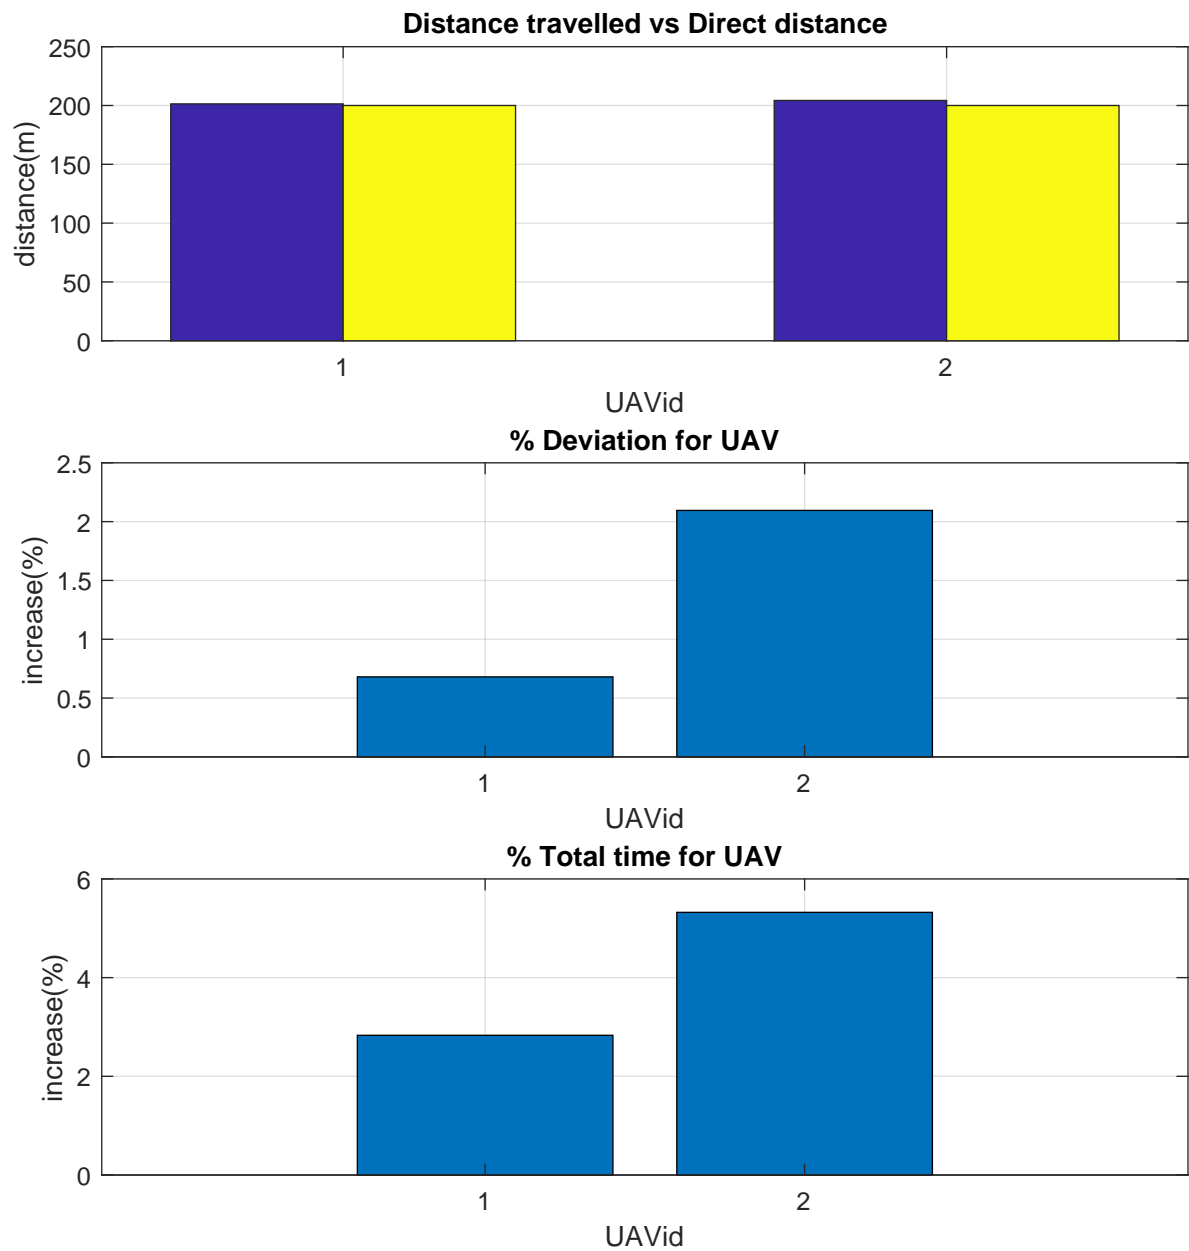 Distance travelled vs Direct distance
250
200
150
100
50
0
distance(m)
1
2
UAVid
% Deviation for UAV
2.5
2
1.5
1
0.5
0
increase(%)
1
2
UAVid
% Total time for UAV
6
4
2
0
increase(%)
1
2
UAVid